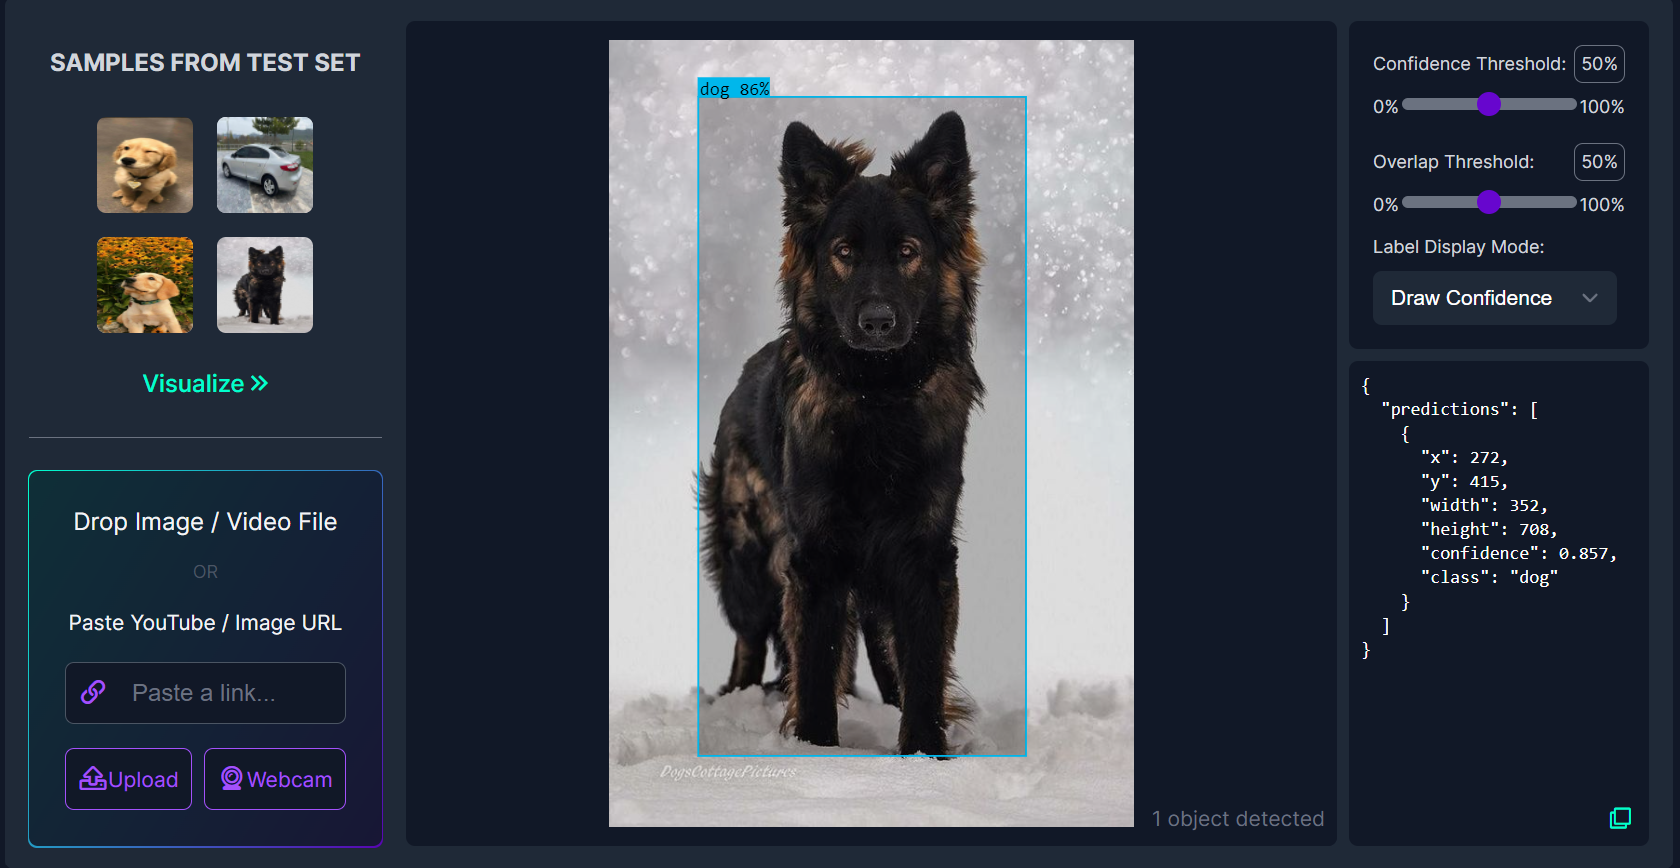 SAMPLES FROM TEST SET
Visualize
Drop Image / Video File
OR
Paste YouTube / Image URL
Paste a link...
Upload
Webcam
dog 86%
DogsCottagePictures
1 object detected
Confidence Threshold: 50%
0% 100%
Overlap Threshold: 50%
0% 100%
Label Display Mode:
Draw Confidence
{
"predictions": [
{
"x": 272,
"y": 415,
"width": 352,
"height": 708,
"confidence": 0.857,
"class": "dog"
}
]
}